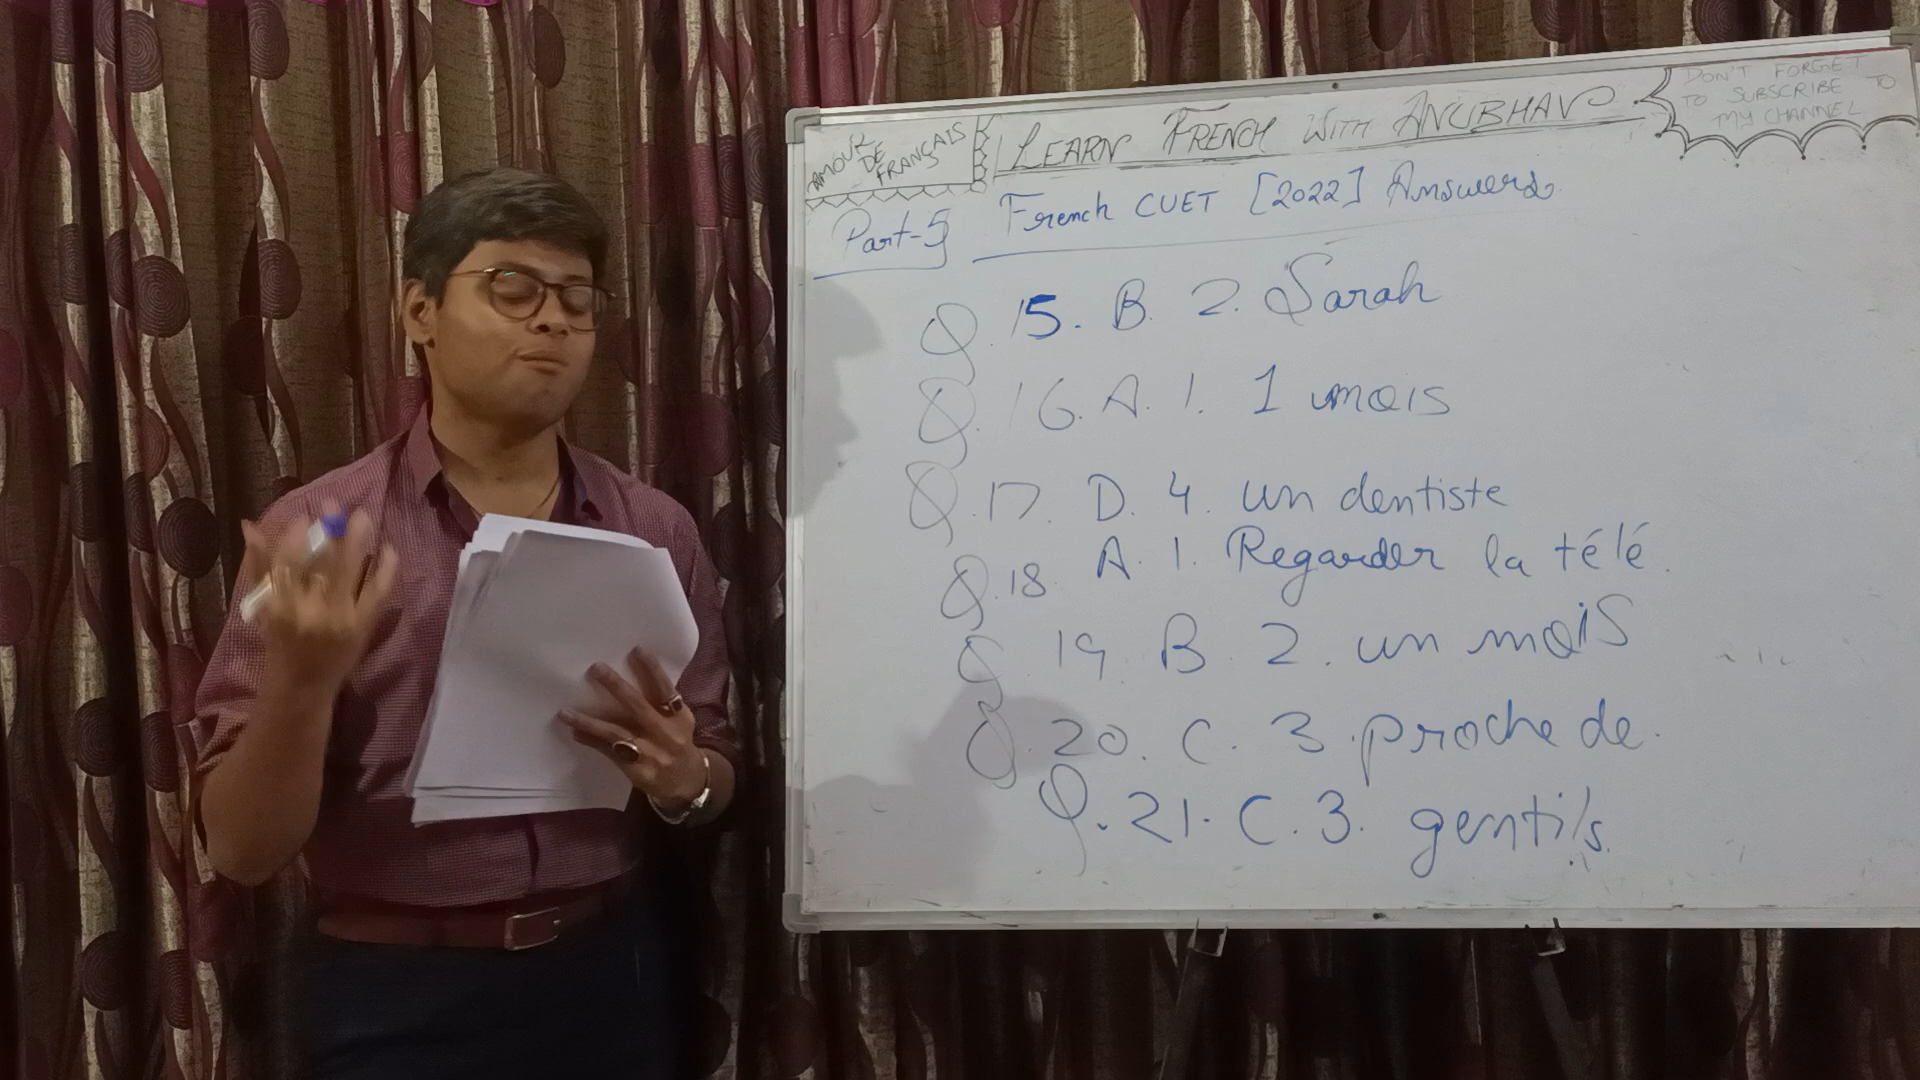 AMOUR
DE
FRANÇAIS
LEARN FRENCH WITH ANUBHAV
DON'T FORGET
TO SUBSCRIBE TO
MY CHANNEL
Part-5 French CUET [2022] Answers
Q. 15. B. 2. Sarah
Q. 16. A. 1. 1 mois
Q. 17. D. 4. un dentiste
Q. 18 A. 1. Regarder la télé.
Q. 19. B. 2. un mois
Q. 20. C. 3. proche de.
Q. 21. C. 3. gentils.